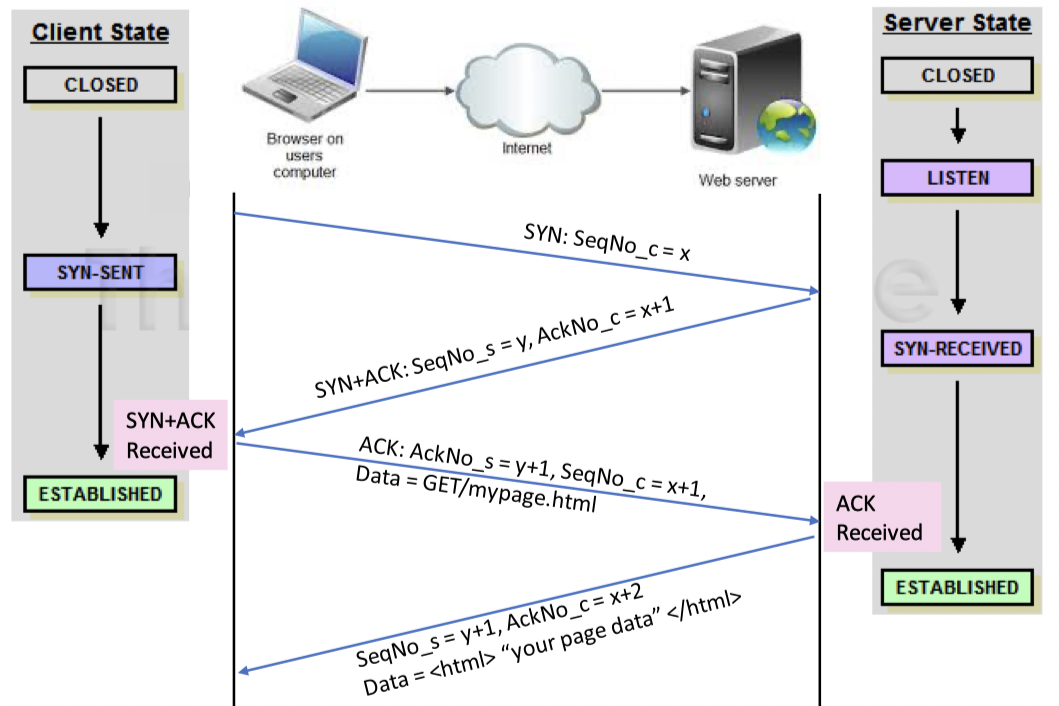 Client State
CLOSED
SYN-SENT
SYN+ACK
Received
ESTABLISHED
Browser on
users
computer
Internet
Web server
SYN: SeqNo_c = x
SYN+ACK: SeqNo_s = y, AckNo_c = x+1
ACK: AckNo_s = y+1, SeqNo_c = x+1,
Data = GET/mypage.html
SeqNo_s = y+1, AckNo_c = x+2
Data = <html> “your page data” </html>
Server State
CLOSED
LISTEN
SYN-RECEIVED
ACK
Received
ESTABLISHED